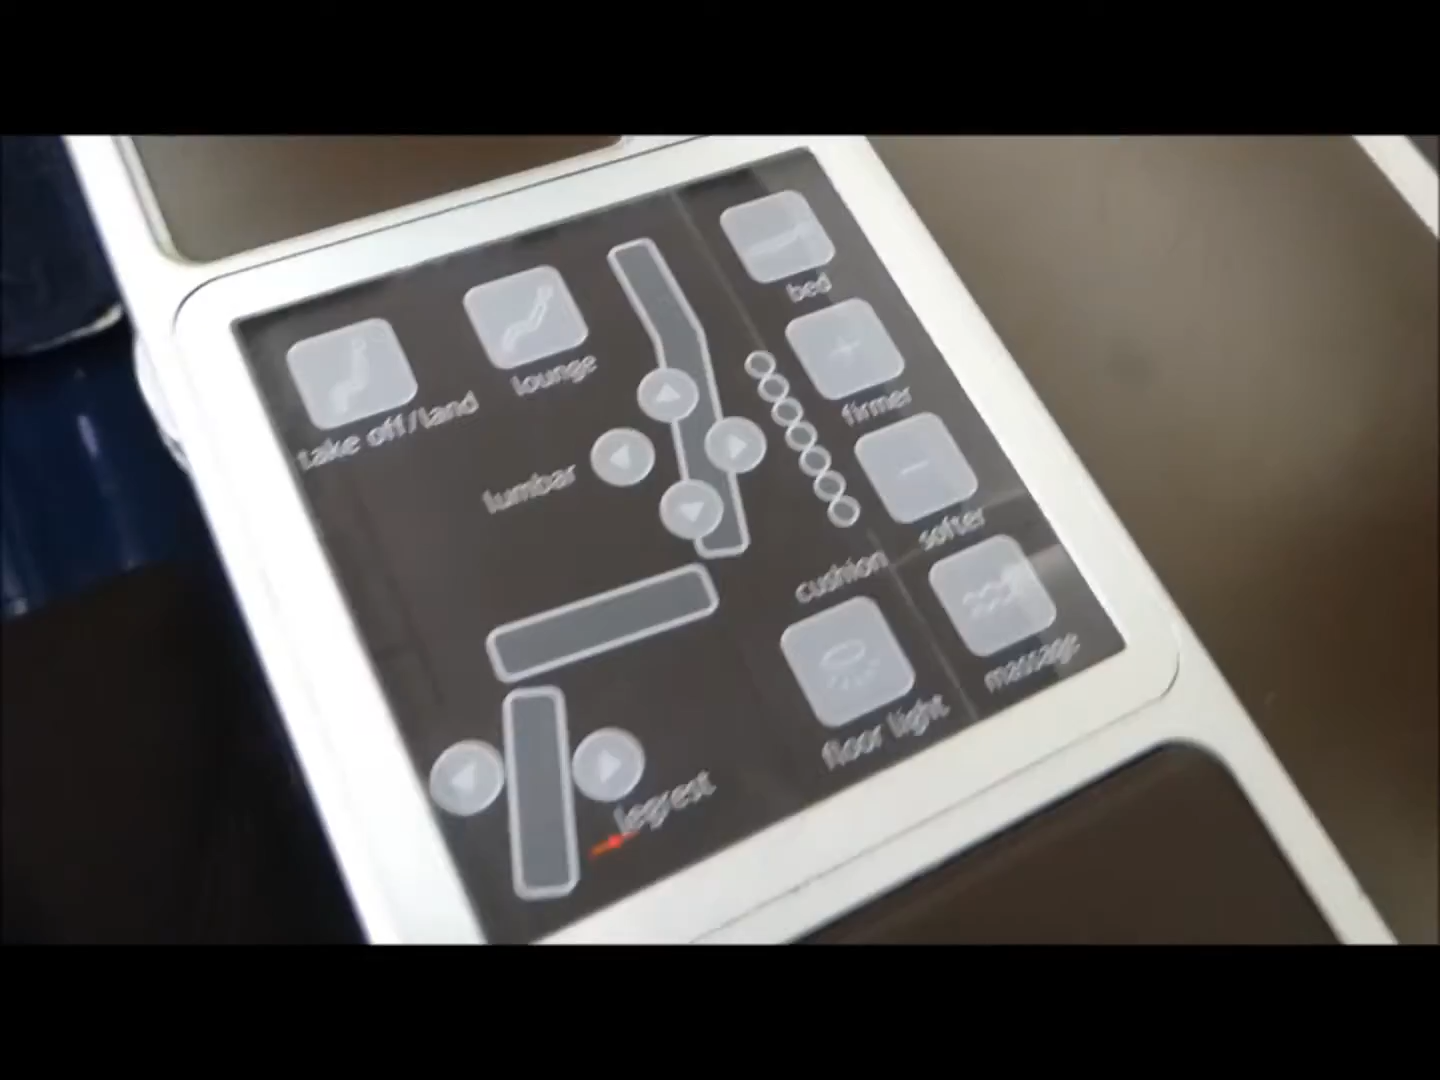 take off/land
lounge
bed
firmer
lumbar
softer
cushion
massage
floor light
legrest